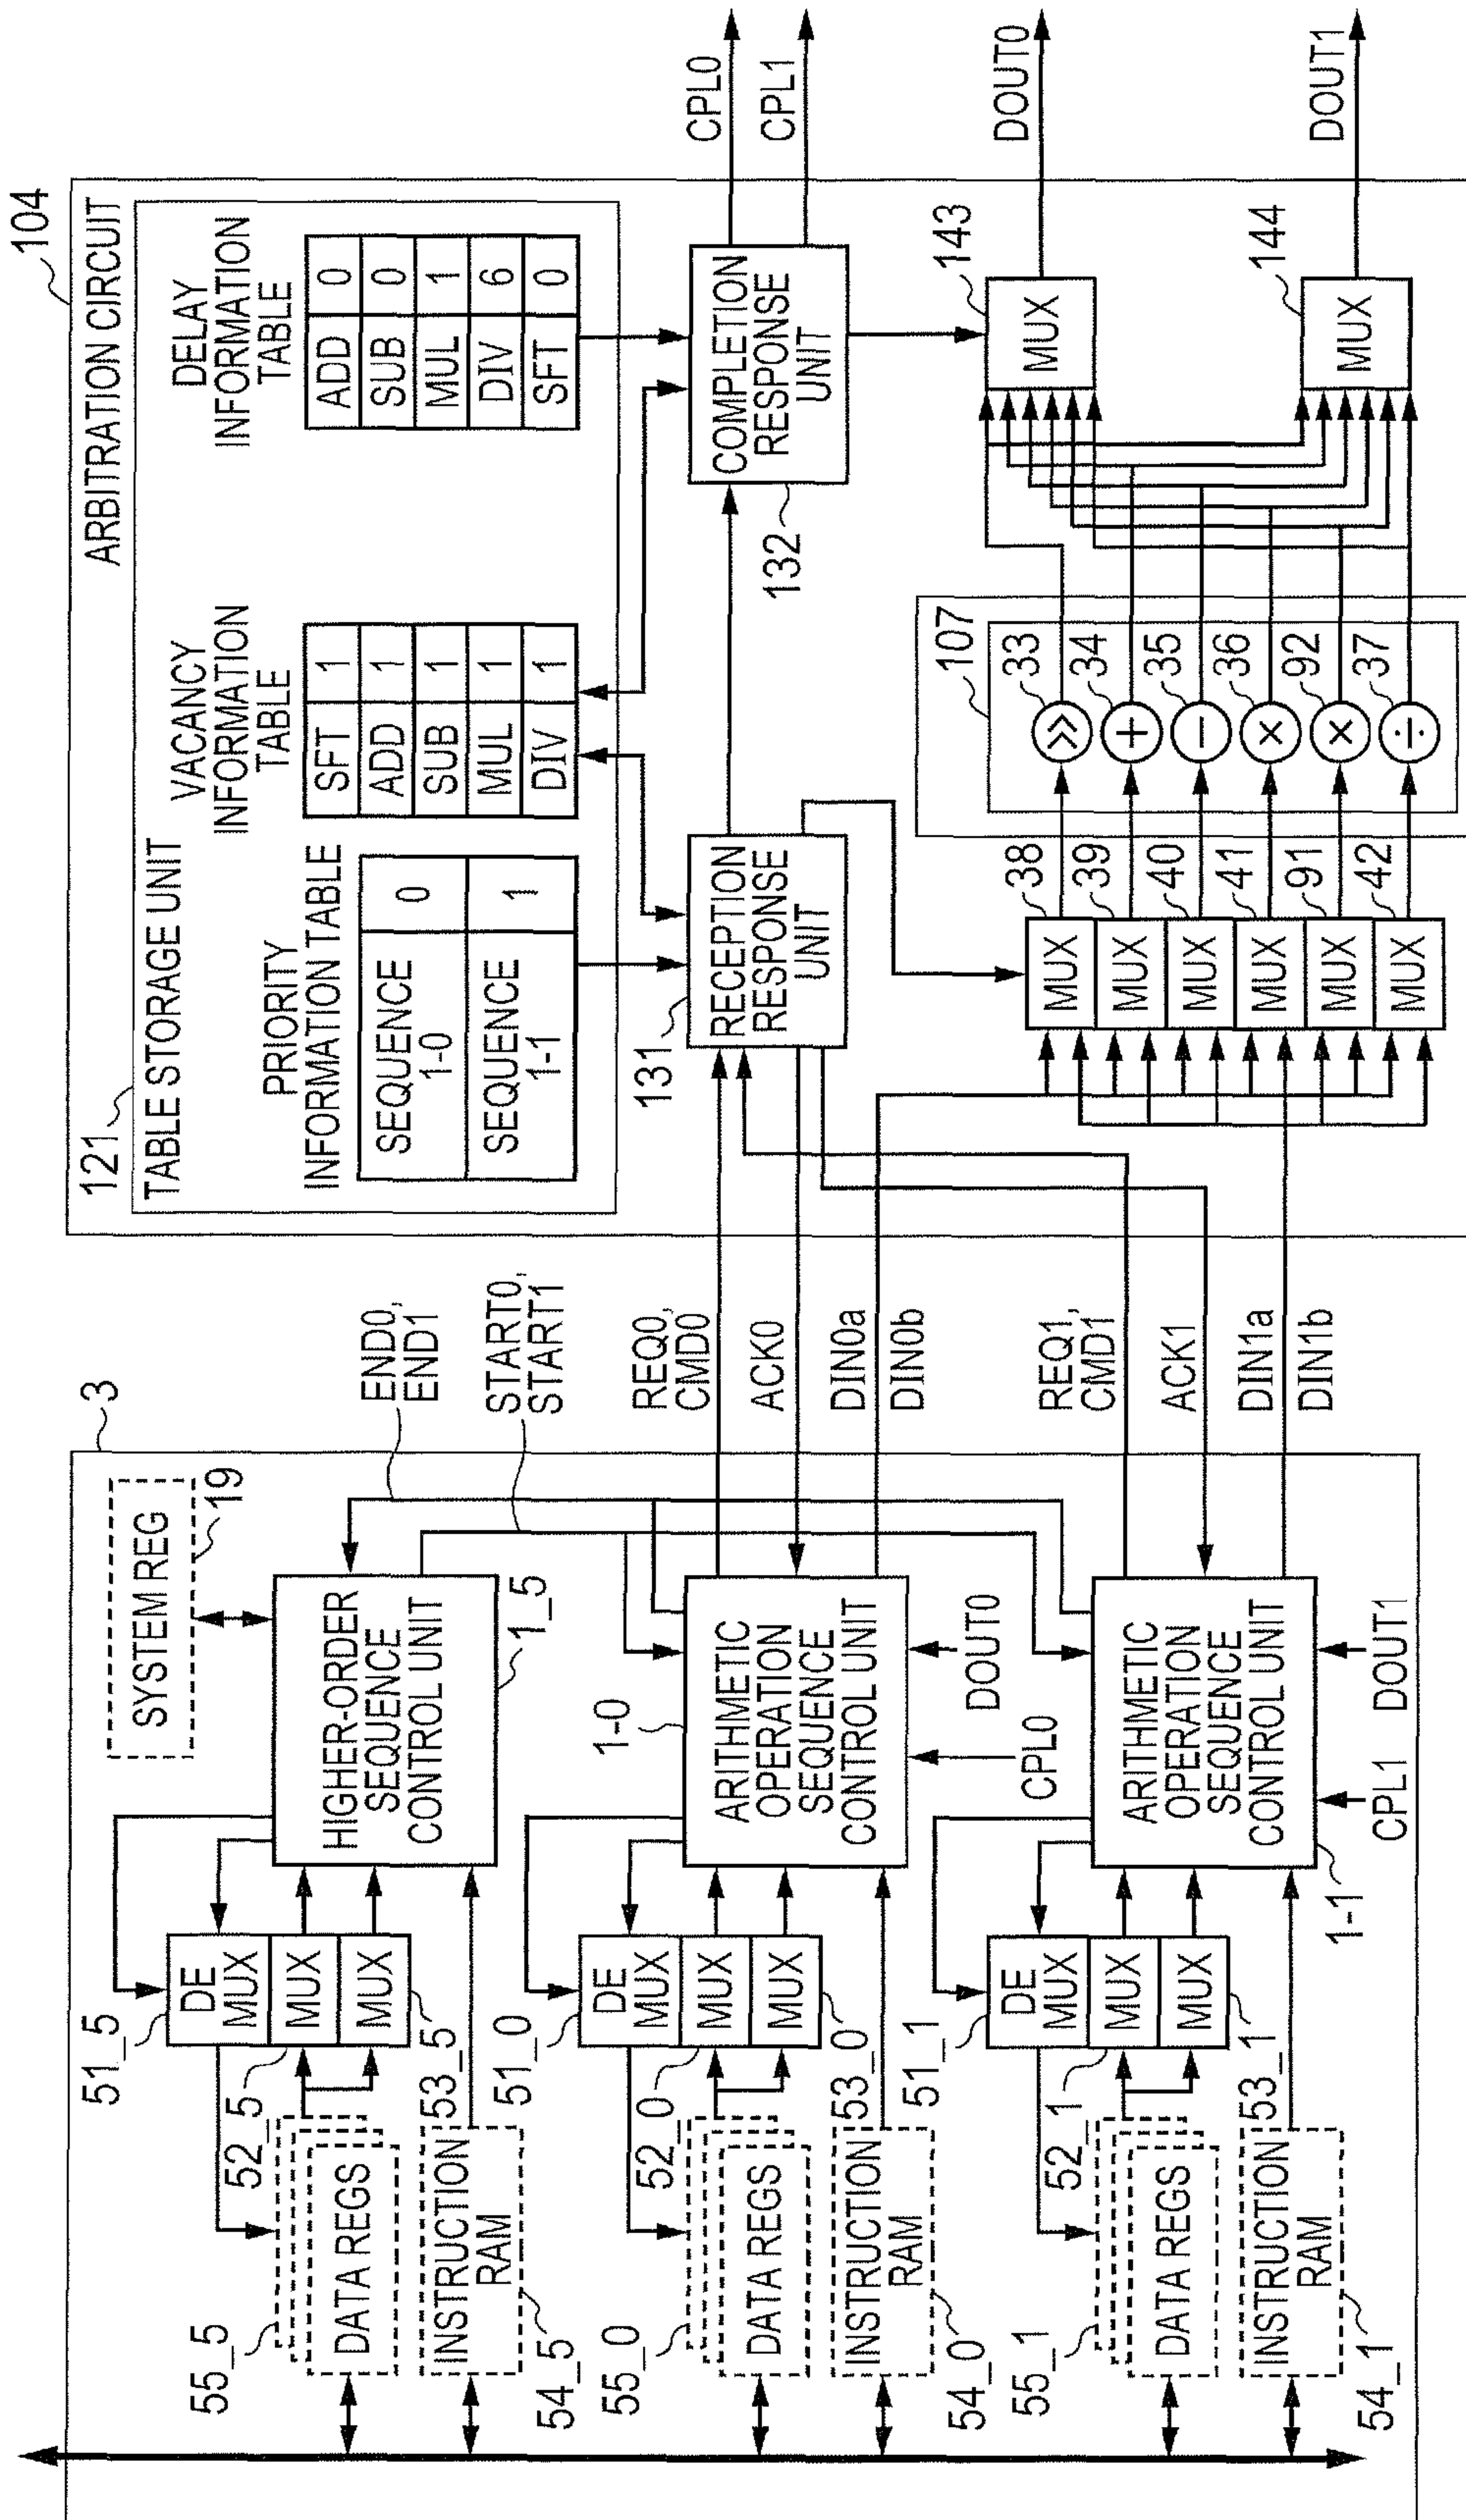 3
SYSTEM REG
19
51_5
DE
MUX
MUX
MUX
HIGHER-ORDER
SEQUENCE
CONTROL UNIT
1_5
52_5
53_5
55_5
DATA REGS
INSTRUCTION
RAM
54_5
END0,
END1
START0,
START1
51_0
DE
MUX
MUX
MUX
1-0
ARITHMETIC
OPERATION
SEQUENCE
CONTROL UNIT
52_0
53_0
55_0
DATA REGS
INSTRUCTION
RAM
54_0
CPL0
DOUT0
REQ0,
CMD0
ACK0
DIN0a
DIN0b
51_1
DE
MUX
MUX
MUX
ARITHMETIC
OPERATION
SEQUENCE
CONTROL UNIT
1-1
52_1
53_1
55_1
DATA REGS
INSTRUCTION
RAM
54_1
CPL1
DOUT1
REQ1,
CMD1
ACK1
DIN1a
DIN1b
104
ARBITRATION CIRCUIT
121
TABLE STORAGE UNIT
PRIORITY
INFORMATION TABLE
SEQUENCE
1-0
0
SEQUENCE
1-1
1
VACANCY
INFORMATION
TABLE
SFT 1
ADD 1
SUB 1
MUL 1
DIV 1
DELAY
INFORMATION
TABLE
ADD 0
SUB 0
MUL 1
DIV 6
SFT 0
131
RECEPTION
RESPONSE
UNIT
132
COMPLETION
RESPONSE
UNIT
CPL0
CPL1
107
38
MUX
33
>>
39
MUX
34
+
40
MUX
35
−
41
MUX
36
×
91
MUX
92
×
42
MUX
37
÷
143
MUX
DOUT0
144
MUX
DOUT1